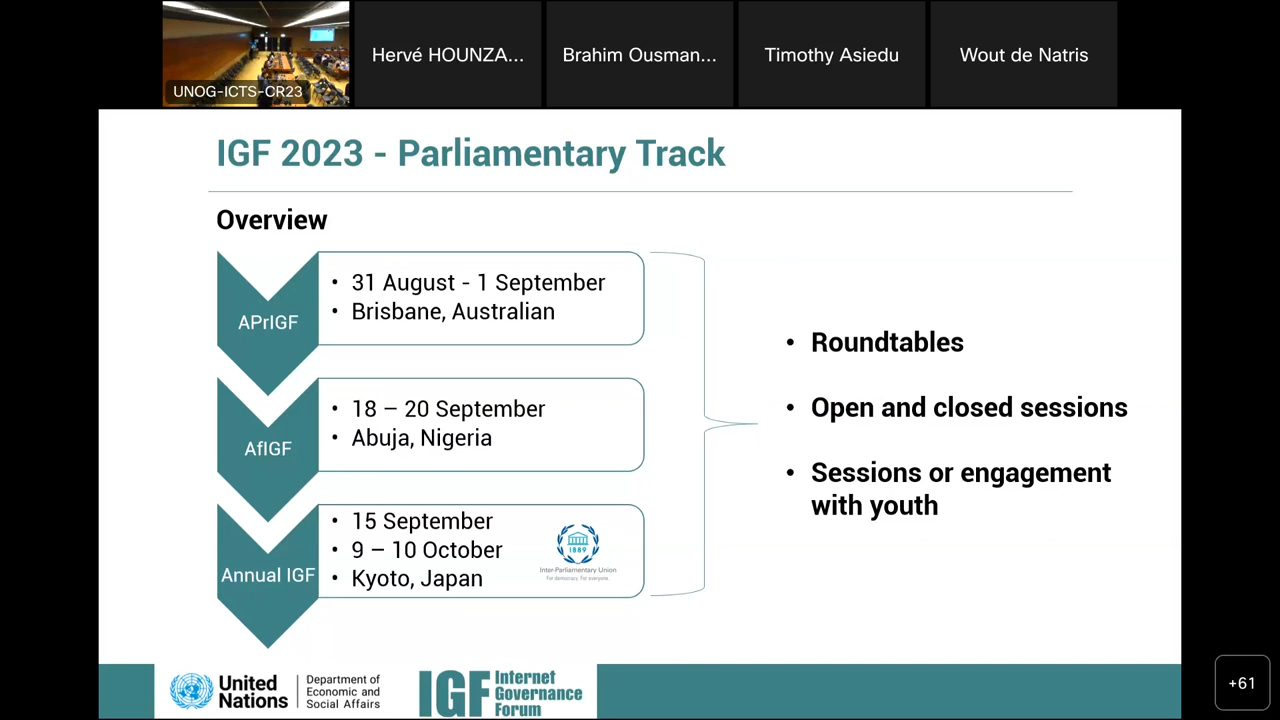 UNOG-ICTS-CR23
Hervé HOUNZA...
Brahim Ousman...
Timothy Asiedu
Wout de Natris
IGF 2023 - Parliamentary Track
Overview
APrIGF
• 31 August - 1 September
• Brisbane, Australian
AfIGF
• 18 – 20 September
• Abuja, Nigeria
Annual IGF
• 15 September
• 9 – 10 October
• Kyoto, Japan
1889
Inter-Parliamentary Union
For democracy. For everyone.
• Roundtables
• Open and closed sessions
• Sessions or engagement
with youth
United
Nations
Department of
Economic and
Social Affairs
IGF
Internet
Governance
Forum
+61